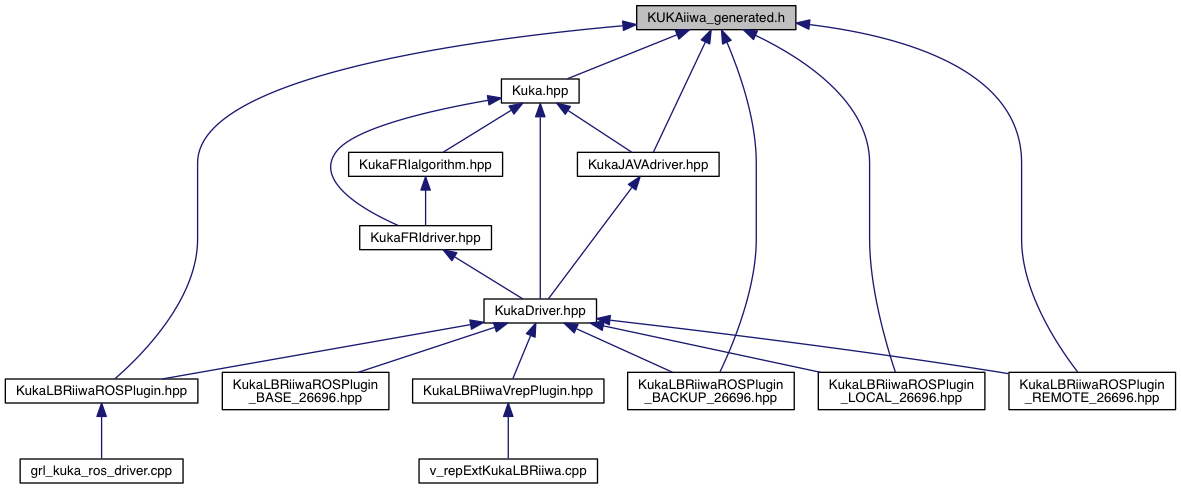 KUKAiiwa_generated.h
Kuka.hpp
KukaFRIalgorithm.hpp
KukaJAVAdriver.hpp
KukaFRIdriver.hpp
KukaDriver.hpp
KukaLBRiiwaROSPlugin.hpp
KukaLBRiiwaROSPlugin
_BASE_26696.hpp
KukaLBRiiwaVrepPlugin.hpp
KukaLBRiiwaROSPlugin
_BACKUP_26696.hpp
KukaLBRiiwaROSPlugin
_LOCAL_26696.hpp
KukaLBRiiwaROSPlugin
_REMOTE_26696.hpp
grl_kuka_ros_driver.cpp
v_repExtKukaLBRiiwa.cpp